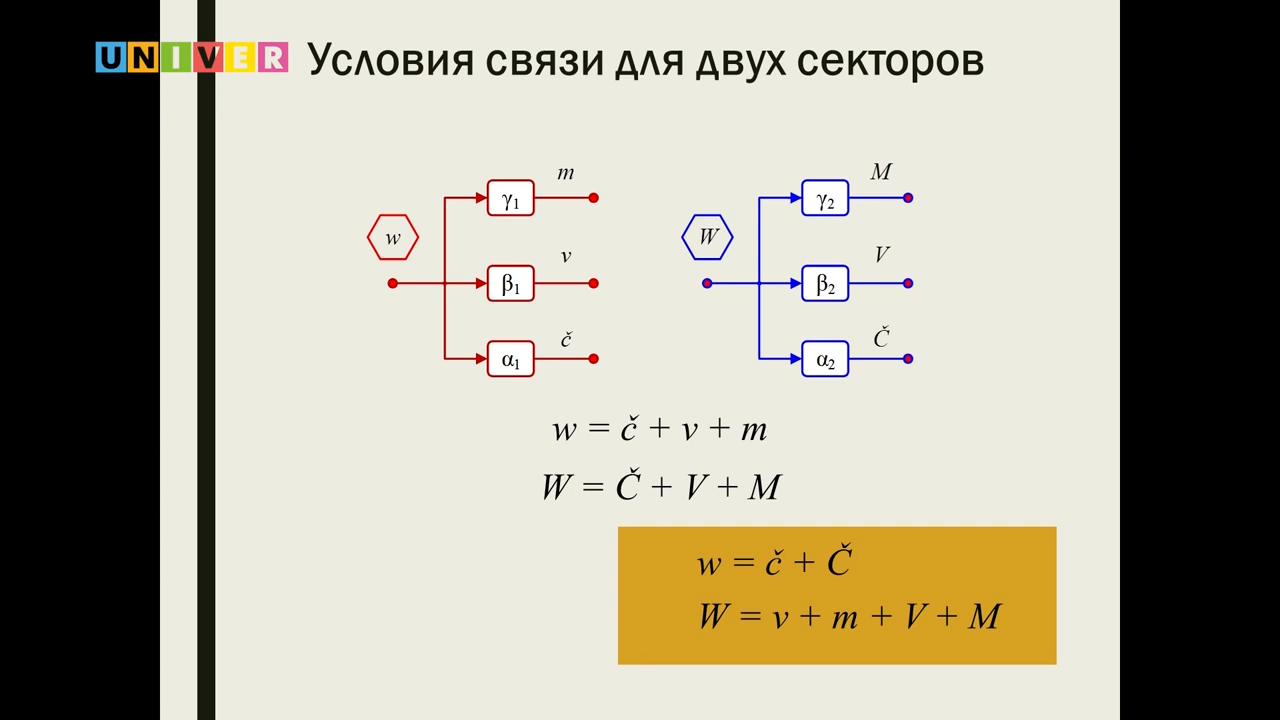 UNIVER
Условия связи для двух секторов
m
γ1
w
v
β1
č
α1
M
γ2
W
V
β2
Č
α2
w = č + v + m
W = Č + V + M
w = č + Č
W = v + m + V + M